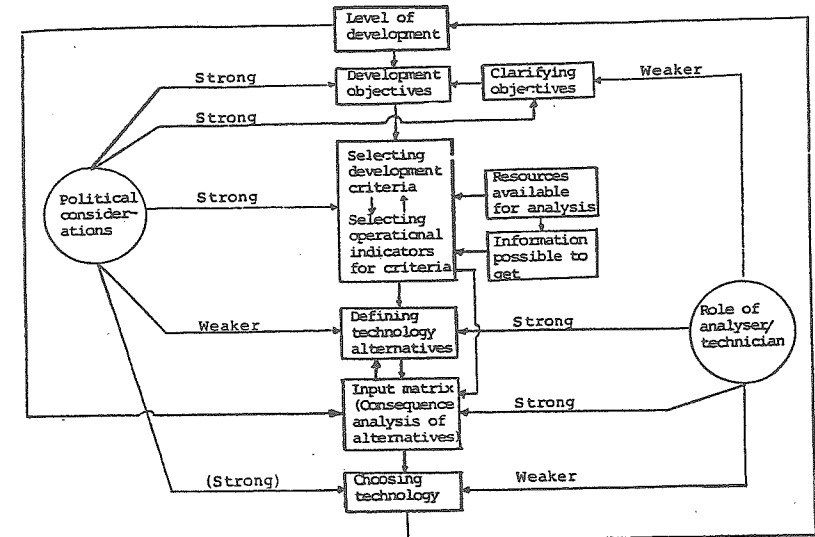 Level of
development
Strong
Development
objectives
Clarifying
objectives
Weaker
Strong
Selecting
development
criteria
Selecting
operational
indicators
for criteria
Resources
available
for analysis
Information
possible to
get
Political
consider-
ations
Strong
Defining
technology
alternatives
Weaker
Strong
Role of
analyser/
technician
Input matrix
(Consequence
analysis of
alternatives)
Strong
(Strong)
Choosing
technology
Weaker